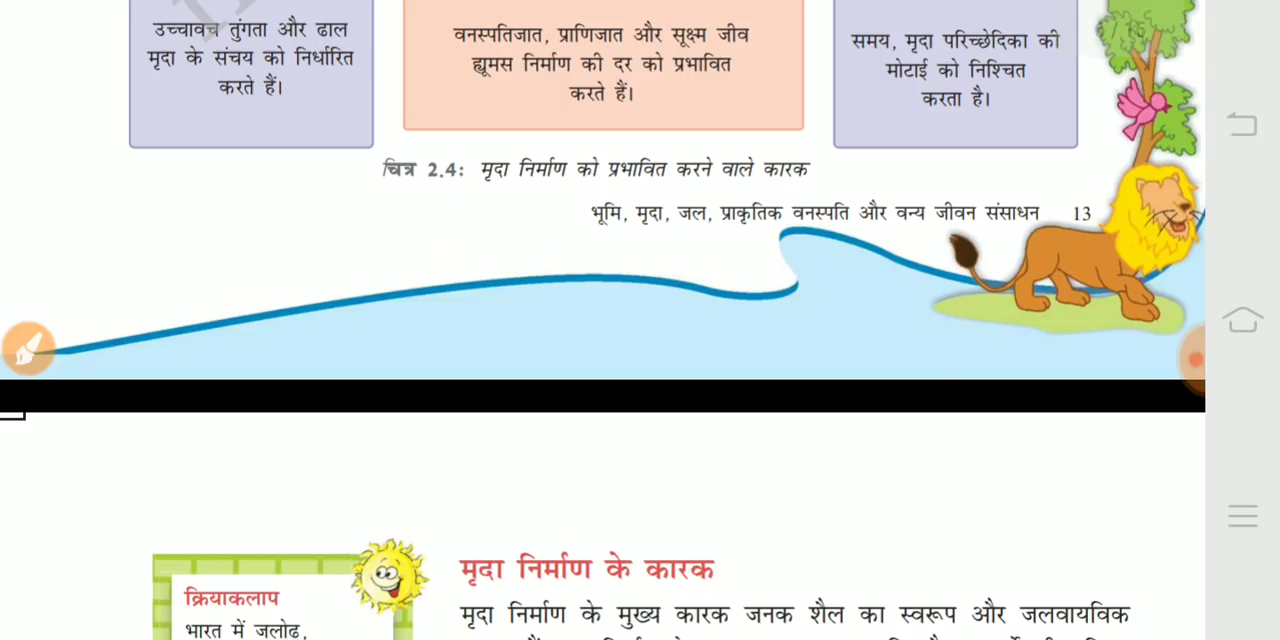 उच्चावच तुंगता और ढाल
मृदा के संचय को निर्धारित
करते हैं।
वनस्पतिजात, प्राणिजात और सूक्ष्म जीव
ह्यूमस निर्माण की दर को प्रभावित
करते हैं।
समय, मृदा परिच्छेदिका की
मोटाई को निश्चित
करता है।
चित्र 2.4: मृदा निर्माण को प्रभावित करने वाले कारक
भूमि, मृदा, जल, प्राकृतिक वनस्पति और वन्य जीवन संसाधन 13
मृदा निर्माण के कारक
मृदा निर्माण के मुख्य कारक जनक शैल का स्वरूप और जलवायविक
क्रियाकलाप
भारत में जलोढ,